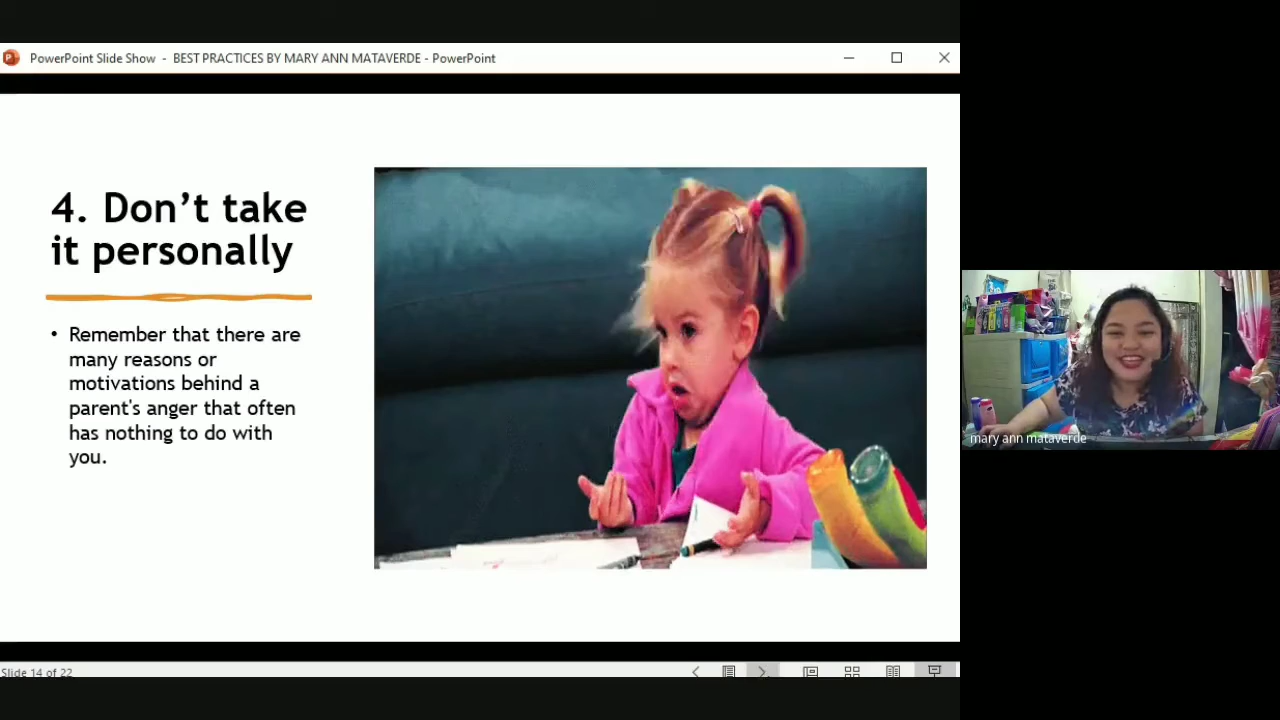 PowerPoint Slide Show - BEST PRACTICES BY MARY ANN MATAVERDE - PowerPoint
4. Don’t take
it personally
• Remember that there are
many reasons or
motivations behind a
parent's anger that often
has nothing to do with
you.
mary ann mataverde
Slide 14 of 22